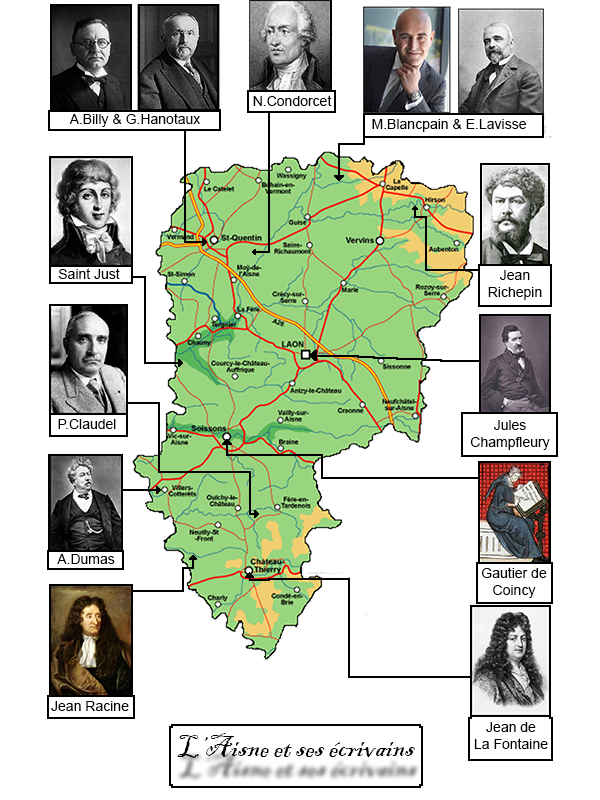 A.Billy & G.Hanotaux
N.Condorcet
M.Blancpain & E.Lavisse
Saint Just
Jean
Richepin
P.Claudel
Jules
Champfleury
A.Dumas
Gautier de
Coincy
Jean Racine
Jean de
La Fontaine
Le Catelet
Bohain-en-
Vermont
Wassigny
La
Capelle
Hirson
Guise
Vermand
St-Quentin
Sains-
Richaumont
Vervins
Aubenton
St-Simon
Moÿ-de-
l'Aisne
Crécy-sur-
Serre
Marle
Rozoy-sur-
Serre
La Fère
Tergnier
A26
Chauny
LAON
Courcy-le-Château-
Auffrique
Sissonne
Anizy-le-Château
Neufchâtel-
sur-Aisne
Craonne
Vailly-sur-
Aisne
Soissons
Vic-sur-
Aisne
Braine
Villers-
Cotterêts
Oulchy-le-
Château
Fère-en-
Tardenois
Neuilly-St
-Front
Château-
Thierry
Charly
Condé-en-
Brie
L'Aisne et ses écrivains